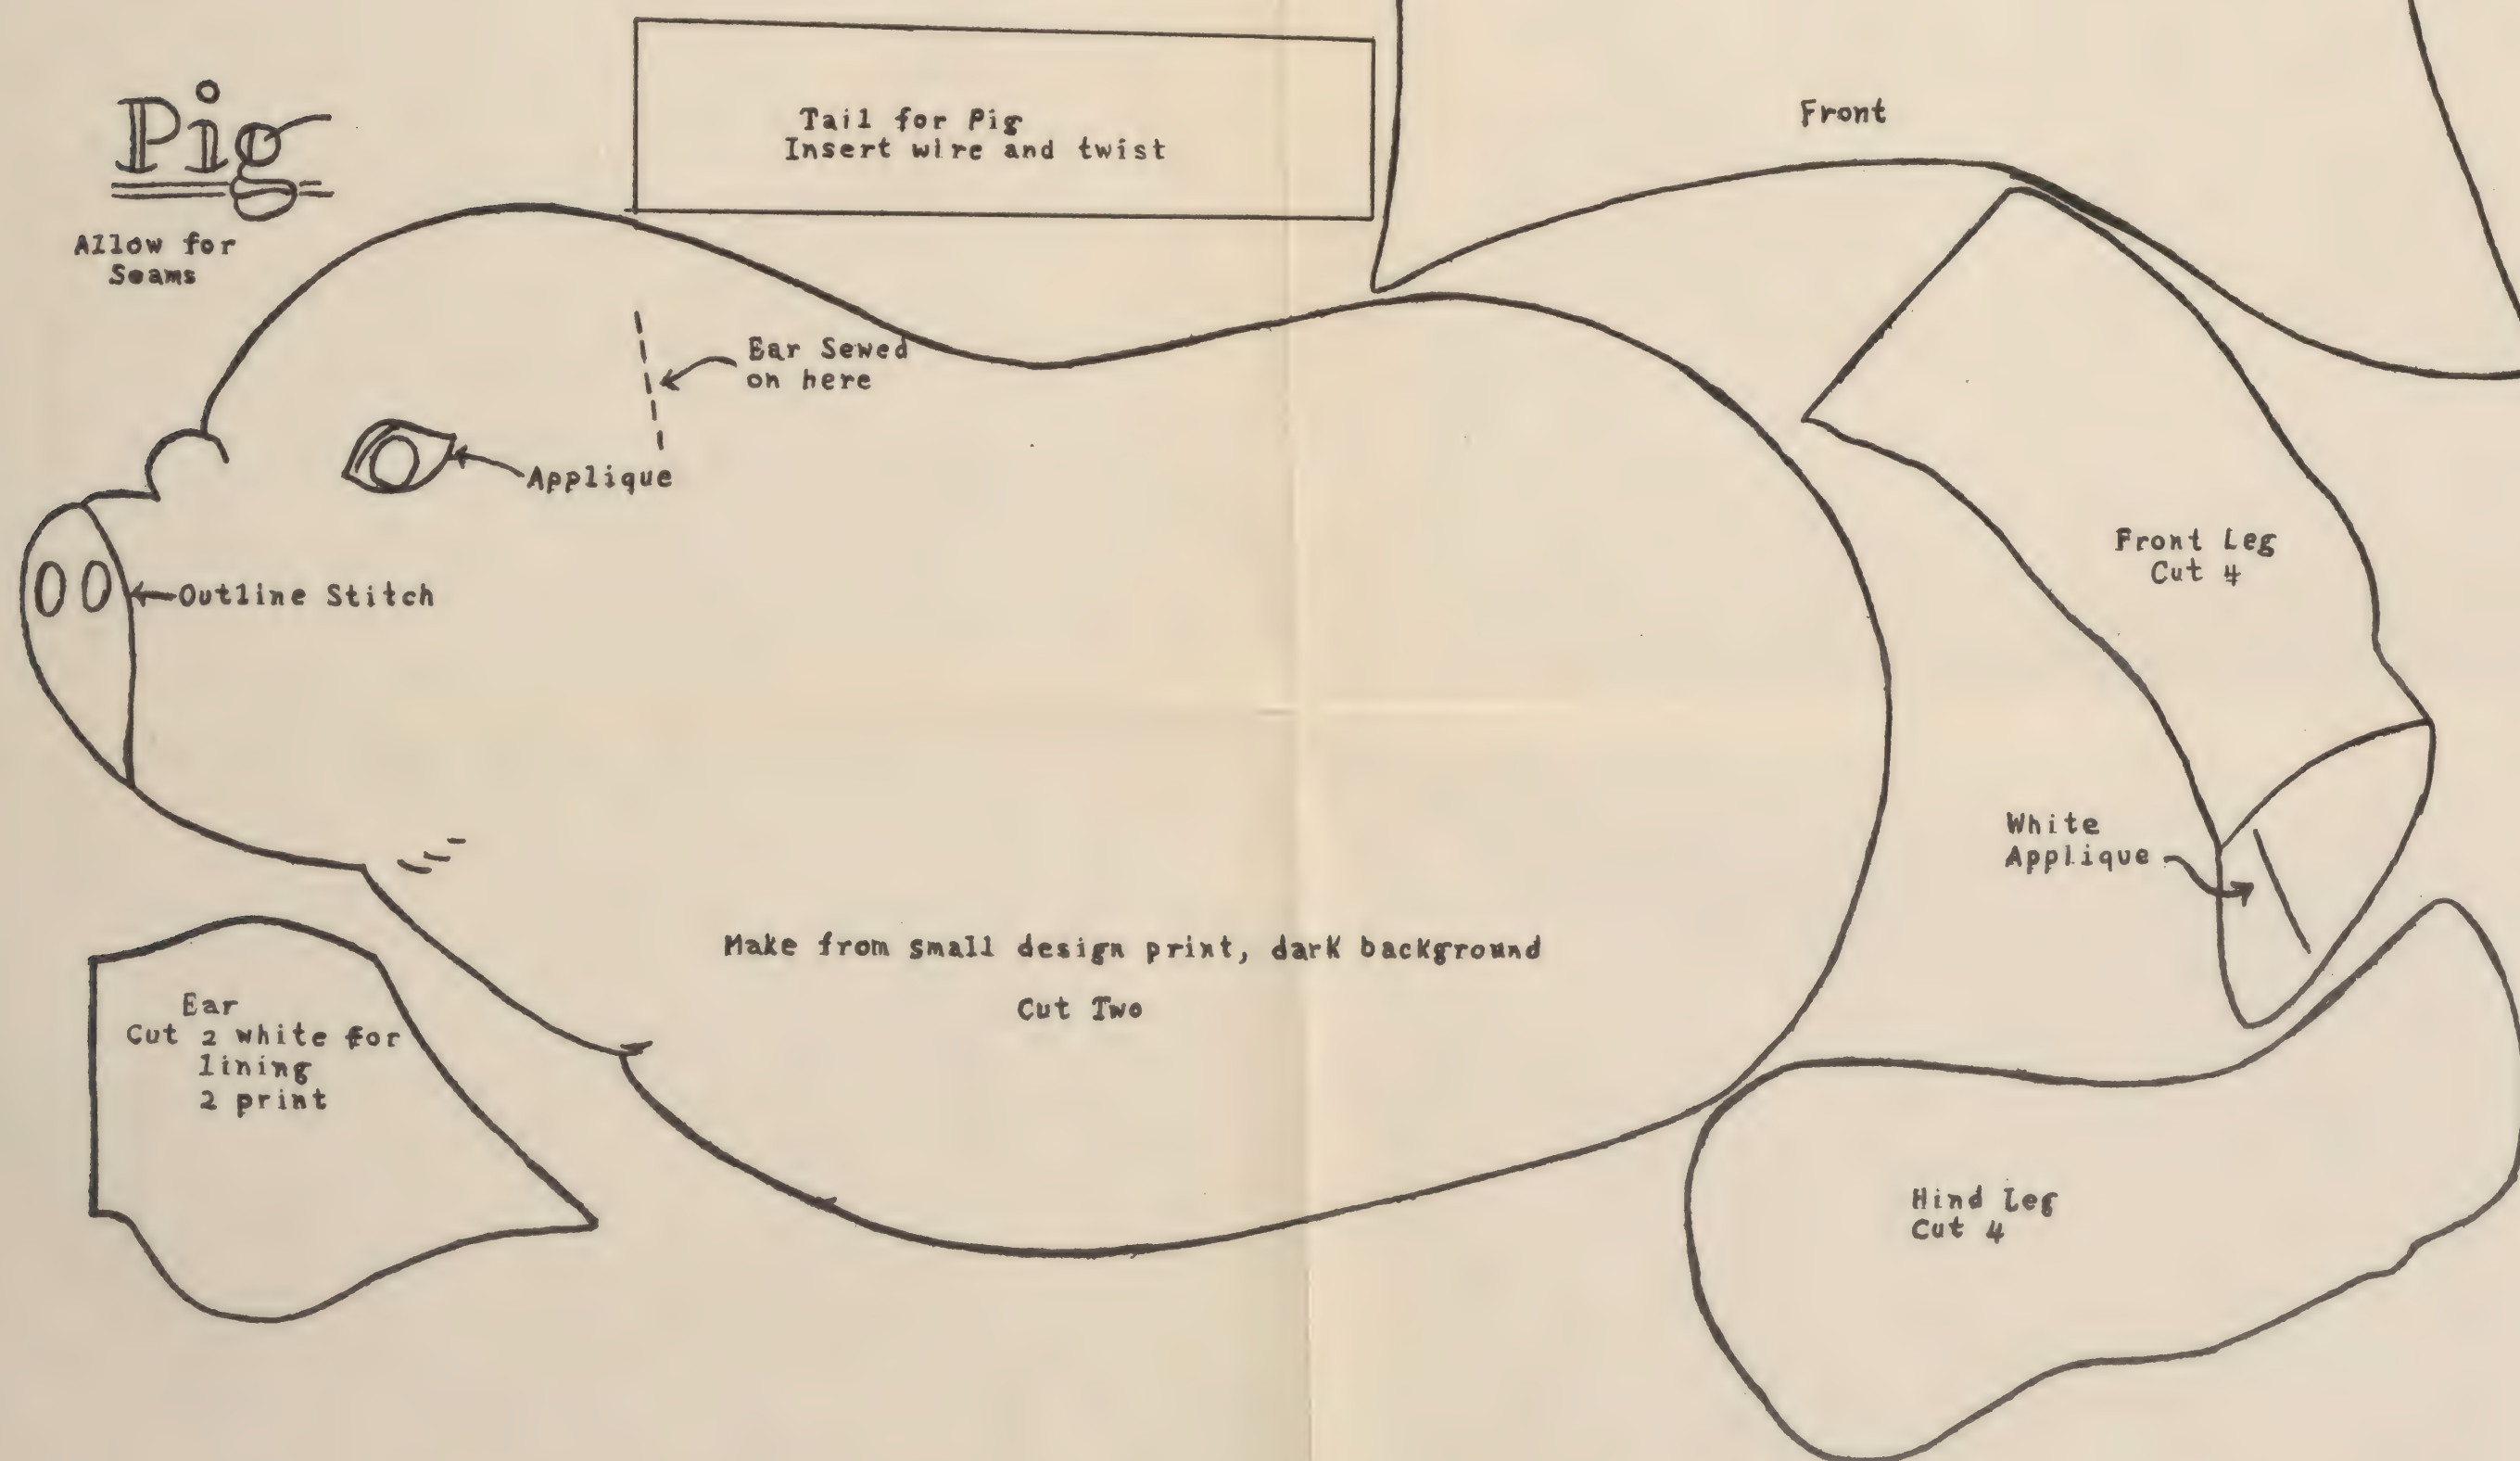 Pig
Allow for
Seams
Tail for Pig
Insert wire and twist
Front
Ear Sewed
on here
Applique
Outline Stitch
Front Leg
Cut 4
White
Applique
Make from small design print, dark background
Cut Two
Ear
Cut 2 white for
lining
2 print
Hind Leg
Cut 4